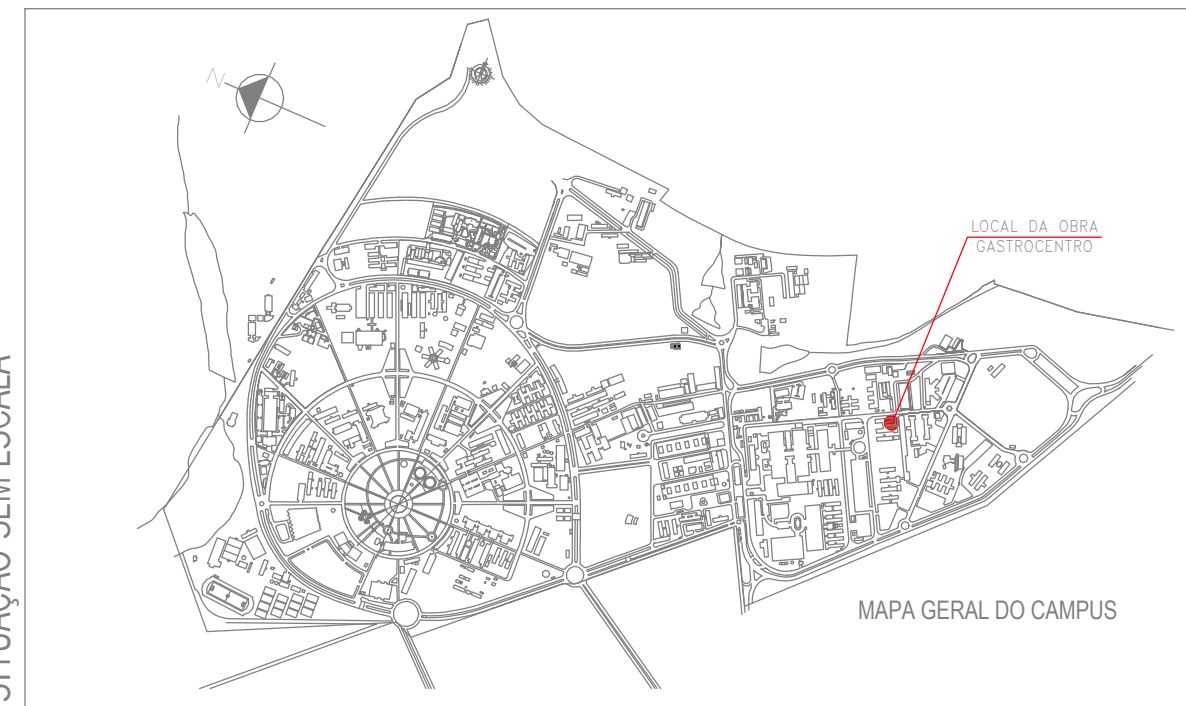 SITUAÇÃO SEM ESCALA
N
LOCAL DA OBRA
GASTROCENTRO
MAPA GERAL DO CAMPUS